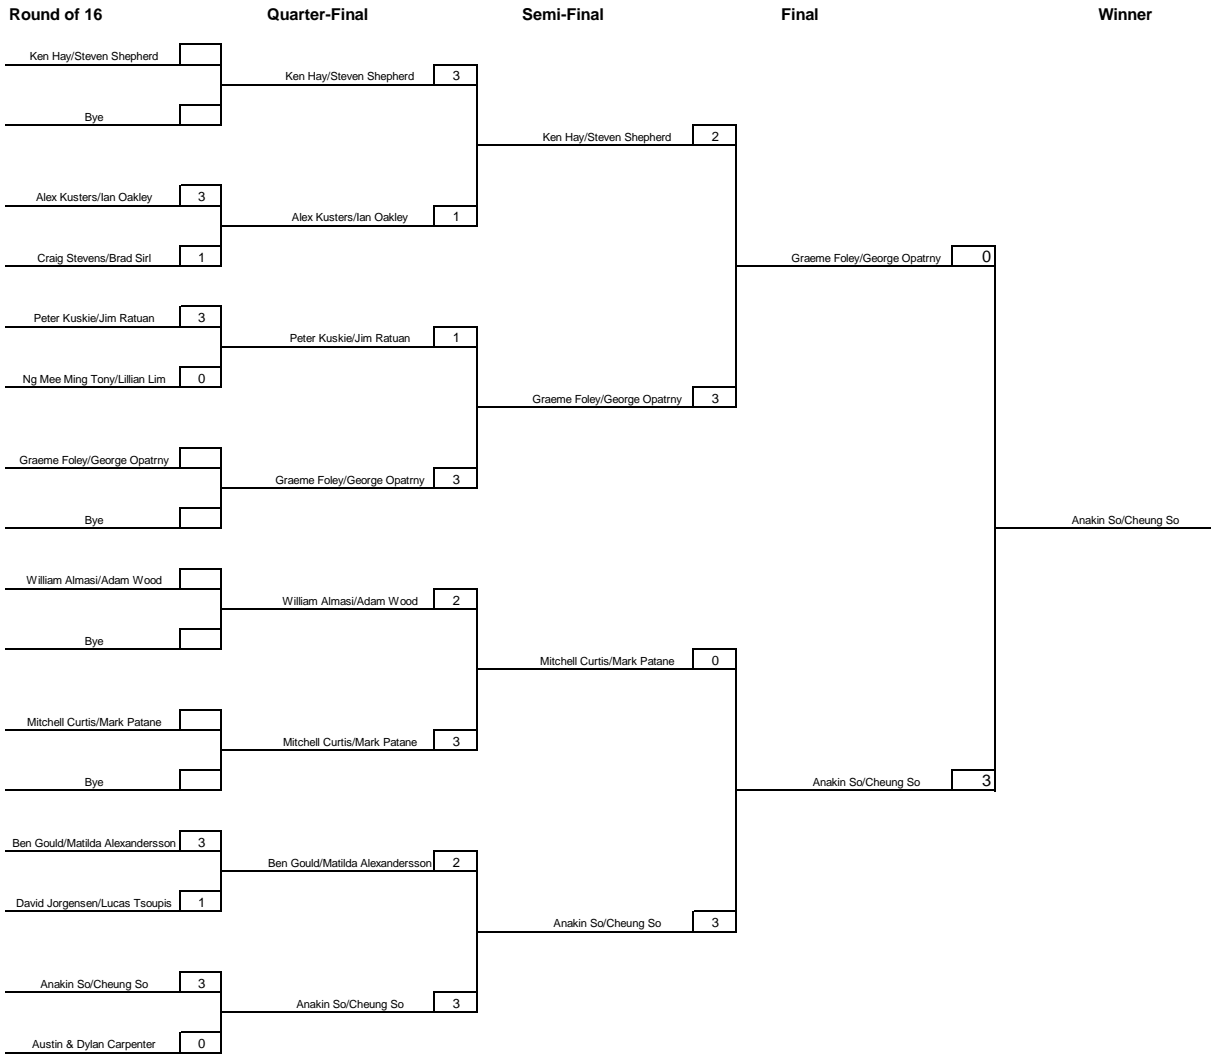 Round of 16 Quarter-Final Semi-Final Final Winner
Ken Hay/Steven Shepherd
Ken Hay/Steven Shepherd 3
Bye
Ken Hay/Steven Shepherd 2
Alex Kusters/Ian Oakley 3
Alex Kusters/Ian Oakley 1
Craig Stevens/Brad Sirl 1
Graeme Foley/George Opatrny 0
Peter Kuskie/Jim Ratuan 3
Peter Kuskie/Jim Ratuan 1
Ng Mee Ming Tony/Lillian Lim 0
Graeme Foley/George Opatrny 3
Graeme Foley/George Opatrny
Graeme Foley/George Opatrny 3
Bye
Anakin So/Cheung So
William Almasi/Adam Wood
William Almasi/Adam Wood 2
Bye
Mitchell Curtis/Mark Patane 0
Mitchell Curtis/Mark Patane
Mitchell Curtis/Mark Patane 3
Bye
Anakin So/Cheung So 3
Ben Gould/Matilda Alexandersson 3
Ben Gould/Matilda Alexandersson 2
David Jorgensen/Lucas Tsoupis 1
Anakin So/Cheung So 3
Anakin So/Cheung So 3
Anakin So/Cheung So 3
Austin & Dylan Carpenter 0